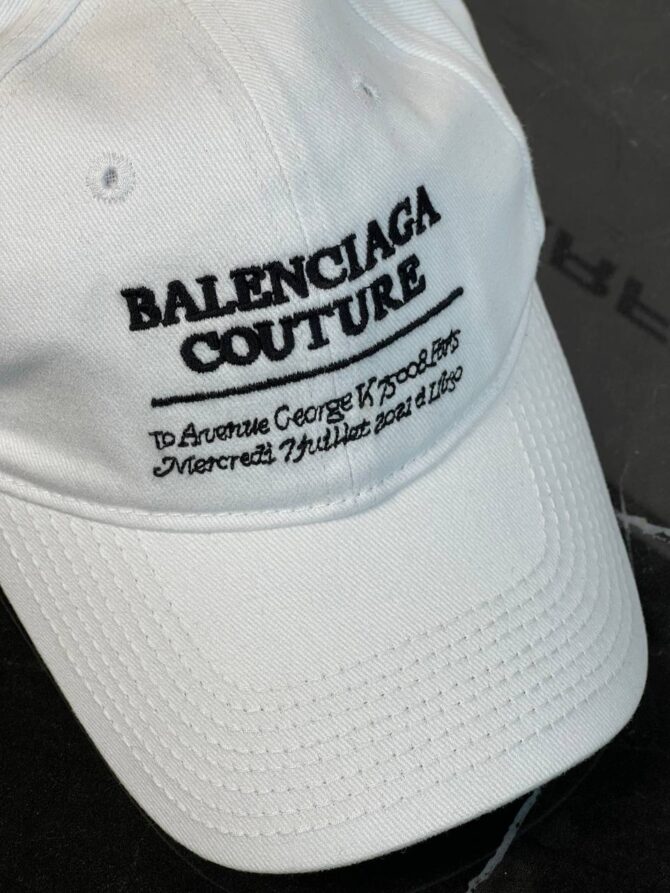 BALENCIAGA
COUTURE
10 Avenue George V 75008 Paris
Mercredi 7 Juillet 2021 à 11h30